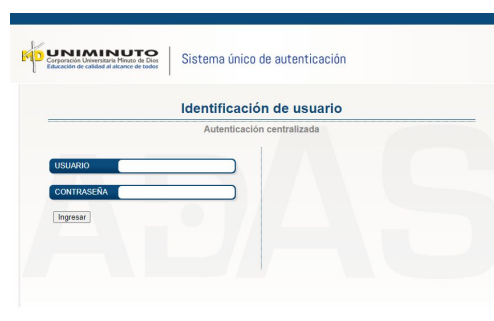 UNIMINUTO
Corporación Universitaria Minuto de Dios
Educación de calidad al alcance de todos
Sistema único de autenticación
Identificación de usuario
Autenticación centralizada
USUARIO
CONTRASEÑA
Ingresar
ADAS